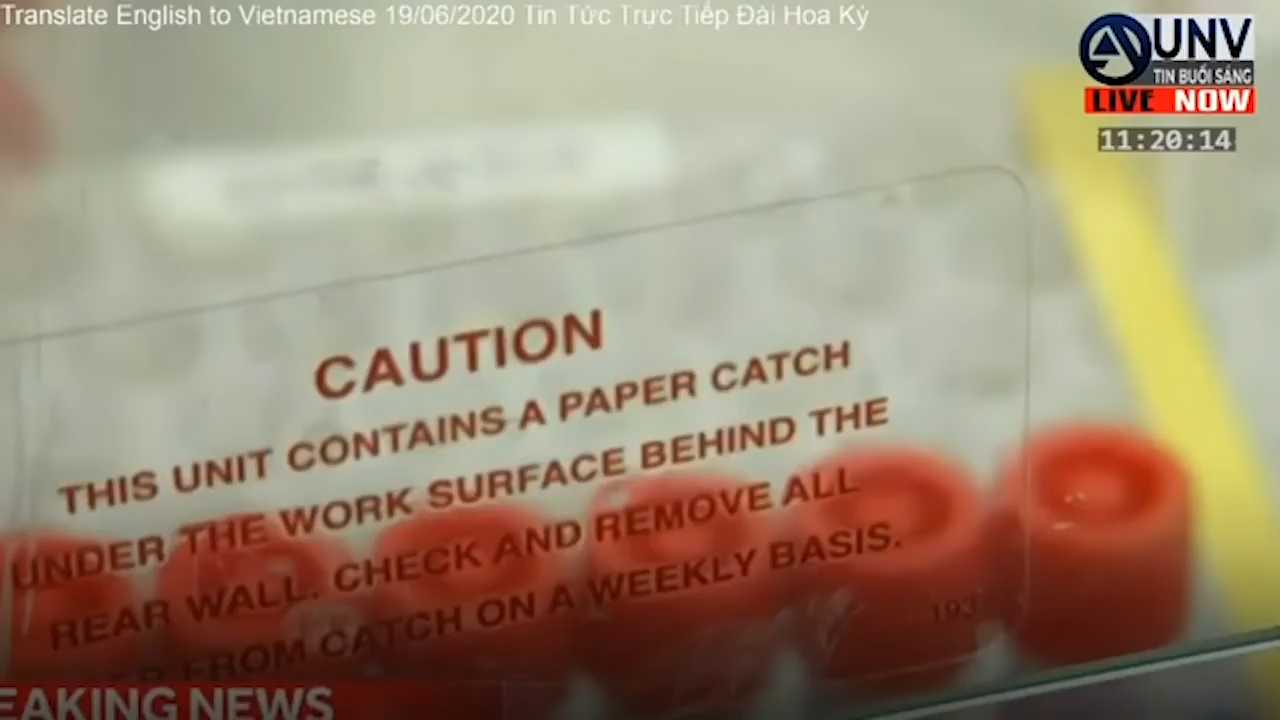 Translate English to Vietnamese 19/06/2020 Tin Tức Trực Tiếp Đài Hoa Kỳ
UNV
TIN BUỔI SÁNG
LIVE NOW
11:20:14
CAUTION
THIS UNIT CONTAINS A PAPER CATCH
UNDER THE WORK SURFACE BEHIND THE
REAR WALL. CHECK AND REMOVE ALL
FROM CATCH ON A WEEKLY BASIS.
193
EAKING NEWS